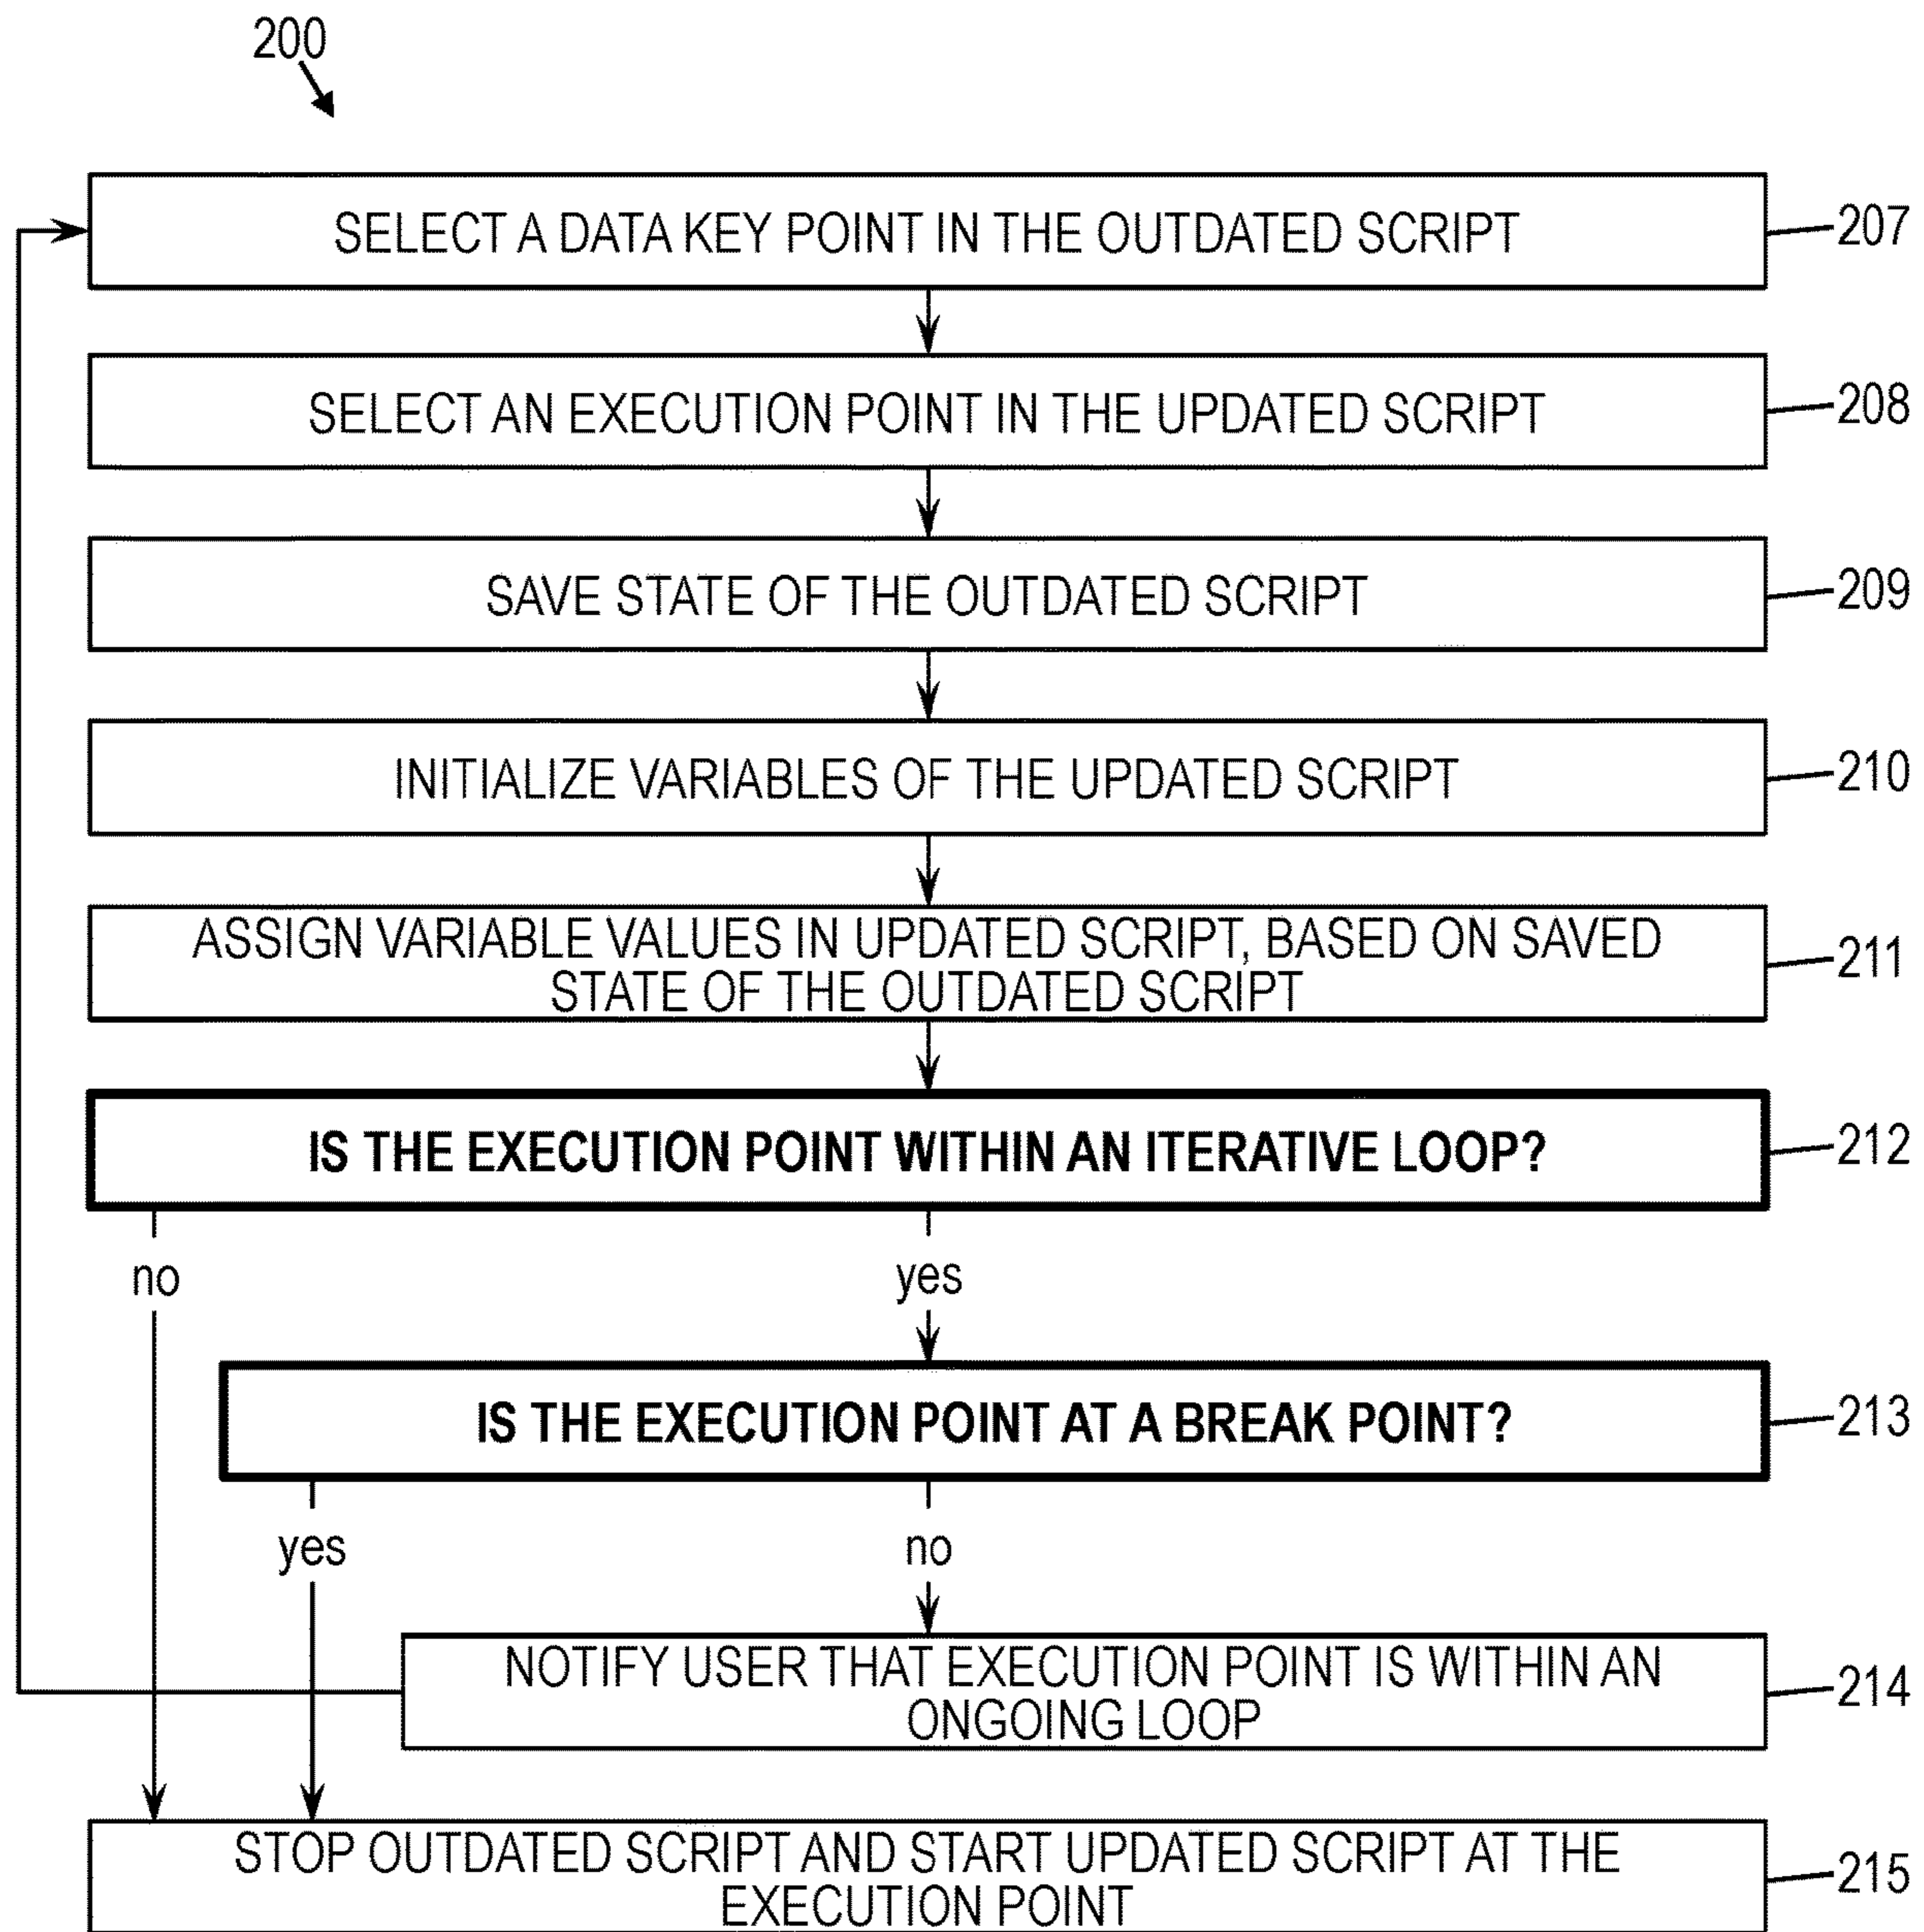 200
SELECT A DATA KEY POINT IN THE OUTDATED SCRIPT
207
SELECT AN EXECUTION POINT IN THE UPDATED SCRIPT
208
SAVE STATE OF THE OUTDATED SCRIPT
209
INITIALIZE VARIABLES OF THE UPDATED SCRIPT
210
ASSIGN VARIABLE VALUES IN UPDATED SCRIPT, BASED ON SAVED
STATE OF THE OUTDATED SCRIPT
211
IS THE EXECUTION POINT WITHIN AN ITERATIVE LOOP?
212
no
yes
IS THE EXECUTION POINT AT A BREAK POINT?
213
yes
no
NOTIFY USER THAT EXECUTION POINT IS WITHIN AN
ONGOING LOOP
214
STOP OUTDATED SCRIPT AND START UPDATED SCRIPT AT THE
EXECUTION POINT
215